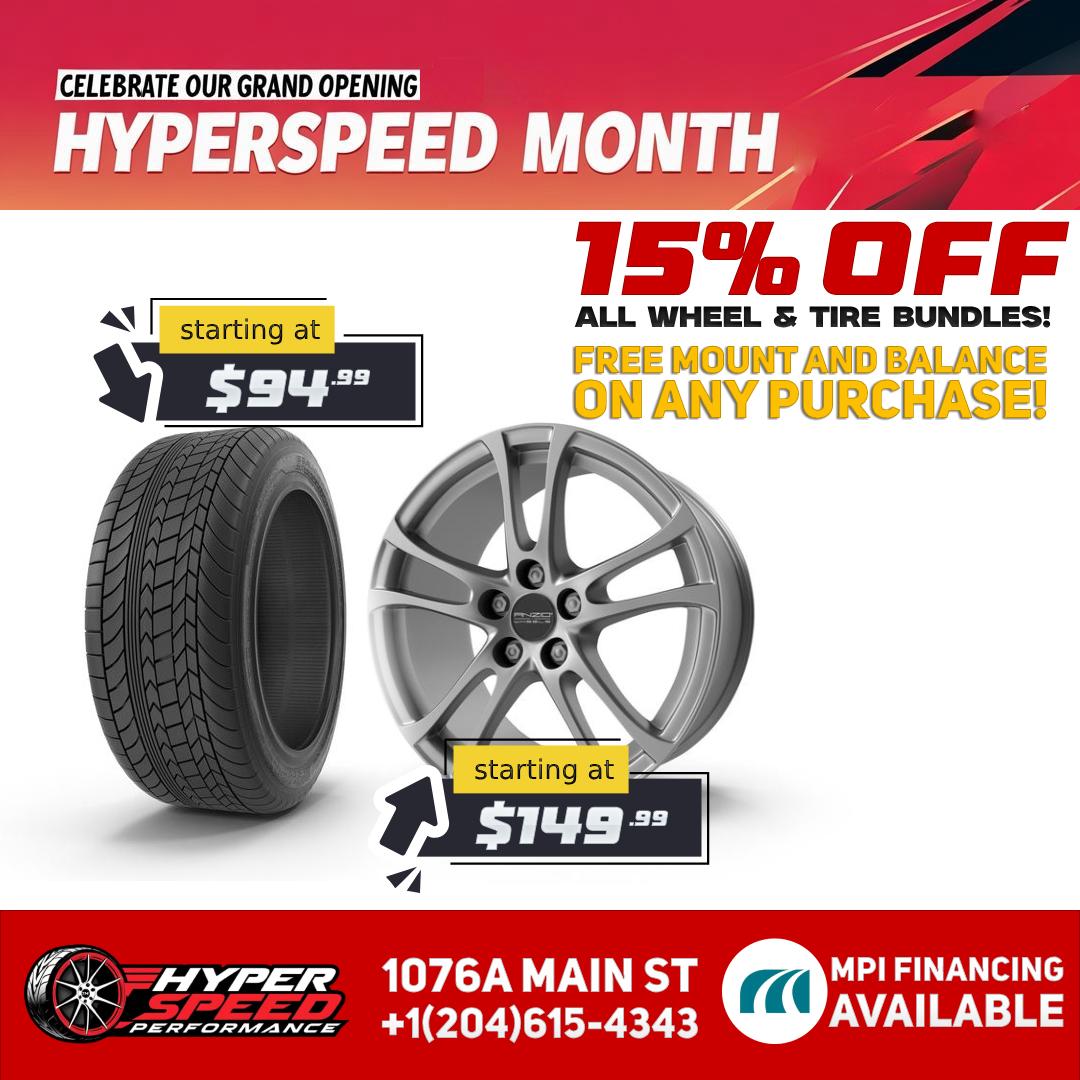 CELEBRATE OUR GRAND OPENING
HYPERSPEED MONTH
15% OFF
ALL WHEEL & TIRE BUNDLES!
FREE MOUNT AND BALANCE
ON ANY PURCHASE!
starting at
$94.99
starting at
$149.99
HYPER
SPEED
PERFORMANCE
1076A MAIN ST
+1(204)615-4343
MPI FINANCING
AVAILABLE